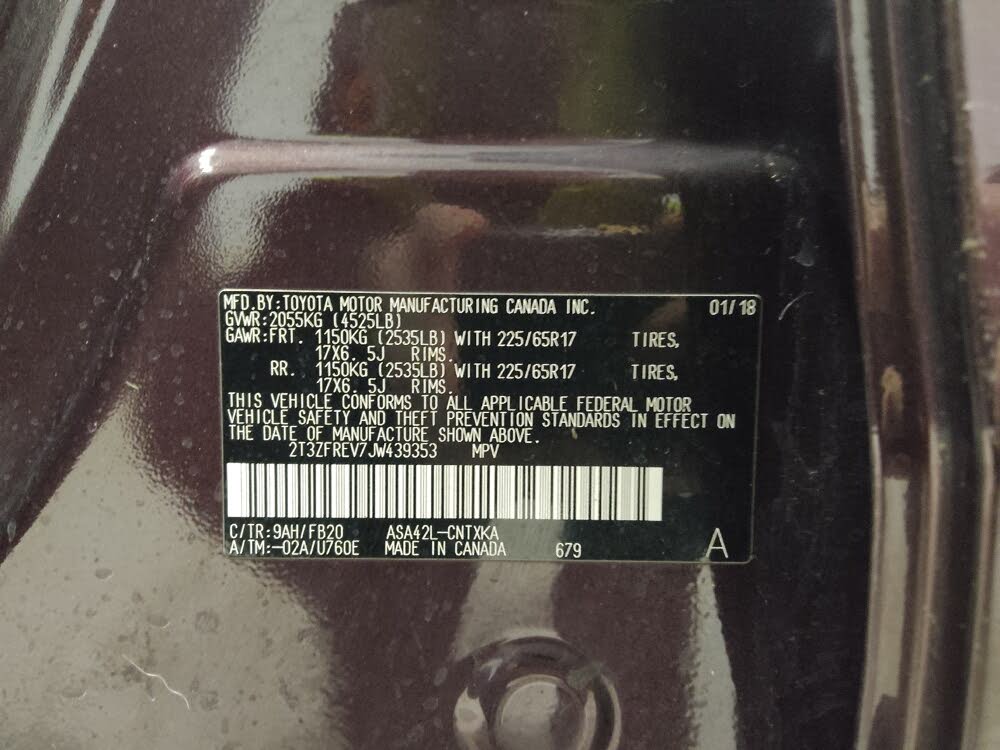 MFD.BY:TOYOTA MOTOR MANUFACTURING CANADA INC. 01/18
GVWR:2055KG (4525LB)
GAWR:FRT. 1150KG (2535LB) WITH 225/65R17 TIRES,
17X6. 5J RIMS.
RR. 1150KG (2535LB) WITH 225/65R17 TIRES,
17X6. 5J RIMS.
THIS VEHICLE CONFORMS TO ALL APPLICABLE FEDERAL MOTOR
VEHICLE SAFETY AND THEFT PREVENTION STANDARDS IN EFFECT ON
THE DATE OF MANUFACTURE SHOWN ABOVE.
2T3ZFREV7JW439353 MPV
C/TR:9AH/FB20 ASA42L-CNTXKA
A/TM:-02A/U760E MADE IN CANADA 679 A